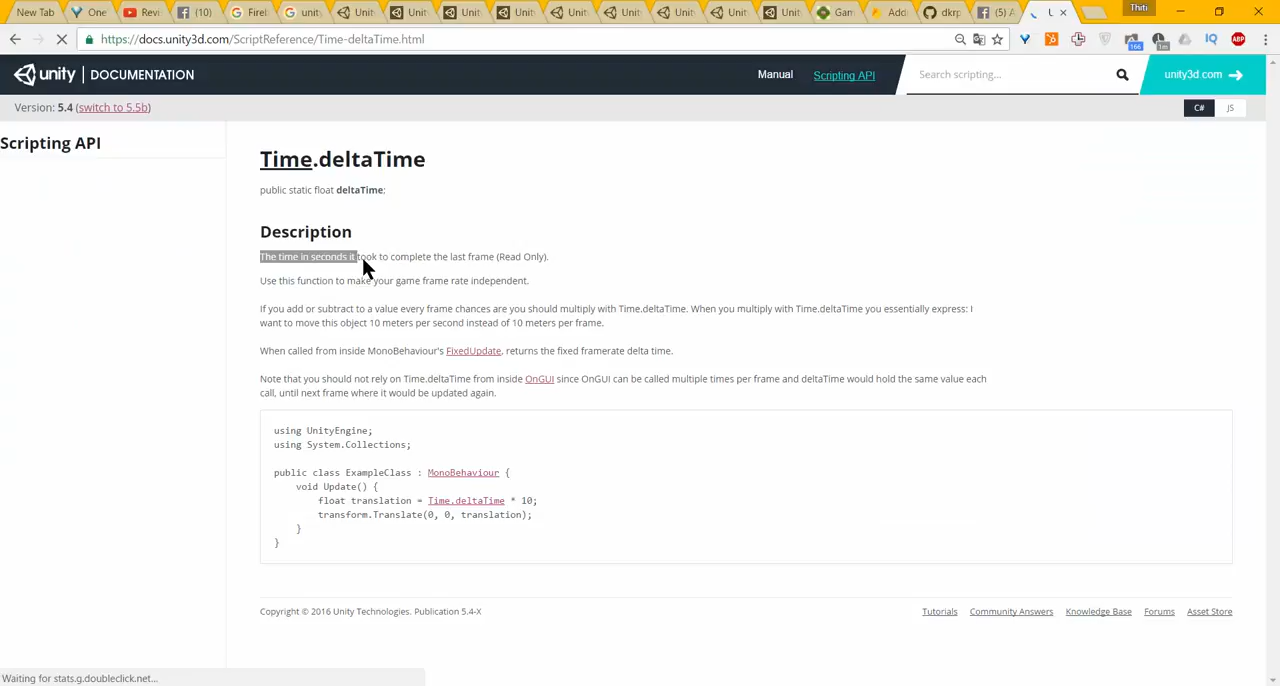 New Tab
One
Revi
(10)
Fire
unity
Unity
Unit
Unit
Unit
Unit
Unit
Unit
Unit
Unit
Gam
Add
dkrp
(5) A
U
Thiti
https://docs.unity3d.com/ScriptReference/Time-deltaTime.html
166
1m
IQ
ABP
unity | DOCUMENTATION
Manual
Scripting API
Search scripting...
unity3d.com
Version: 5.4 (switch to 5.5b)
C#
JS
Scripting API
Time.deltaTime
public static float deltaTime;
Description
The time in seconds it took to complete the last frame (Read Only).
Use this function to make your game frame rate independent.
If you add or subtract to a value every frame chances are you should multiply with Time.deltaTime. When you multiply with Time.deltaTime you essentially express: I
want to move this object 10 meters per second instead of 10 meters per frame.
When called from inside MonoBehaviour's FixedUpdate, returns the fixed framerate delta time.
Note that you should not rely on Time.deltaTime from inside OnGUI since OnGUI can be called multiple times per frame and deltaTime would hold the same value each
call, until next frame where it would be updated again.
using UnityEngine;
using System.Collections;
public class ExampleClass : MonoBehaviour {
void Update() {
float translation = Time.deltaTime * 10;
transform.Translate(0, 0, translation);
}
}
Copyright © 2016 Unity Technologies. Publication 5.4-X
Tutorials
Community Answers
Knowledge Base
Forums
Asset Store
Waiting for stats.g.doubleclick.net...